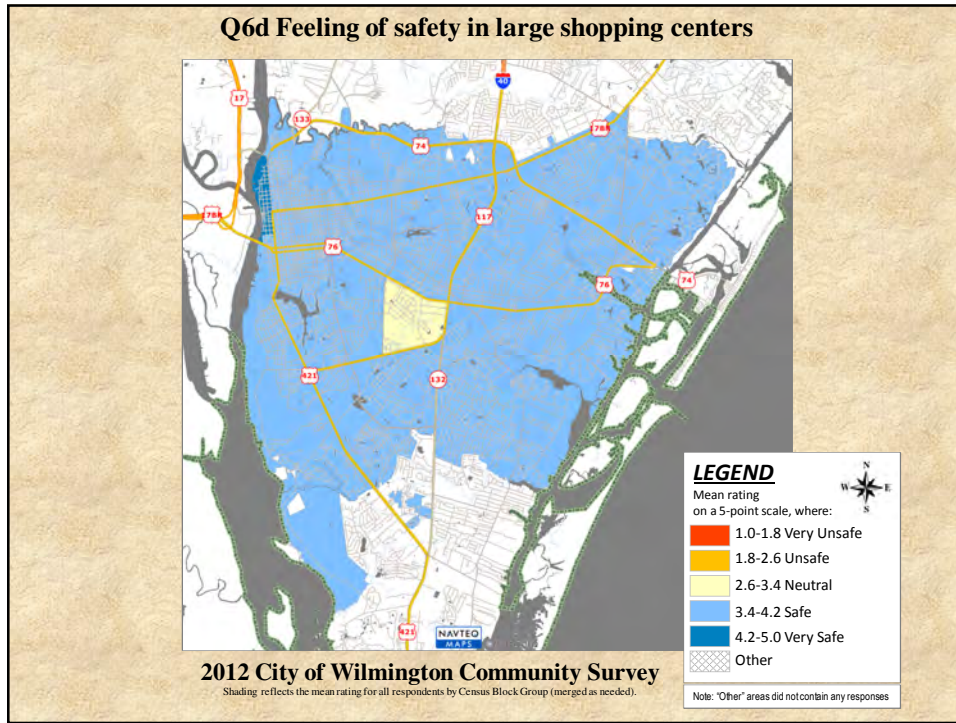 Q6d Feeling of safety in large shopping centers
17
40
133
17BR
74
17BR
117
76
76
74
421
132
421
NAVTEQ
MAPS
LEGEND
Mean rating
on a 5-point scale, where:
N
W E
S
1.0-1.8 Very Unsafe
1.8-2.6 Unsafe
2.6-3.4 Neutral
3.4-4.2 Safe
4.2-5.0 Very Safe
Other
Note: "Other" areas did not contain any responses
2012 City of Wilmington Community Survey
Shading reflects the mean rating for all respondents by Census Block Group (merged as needed).